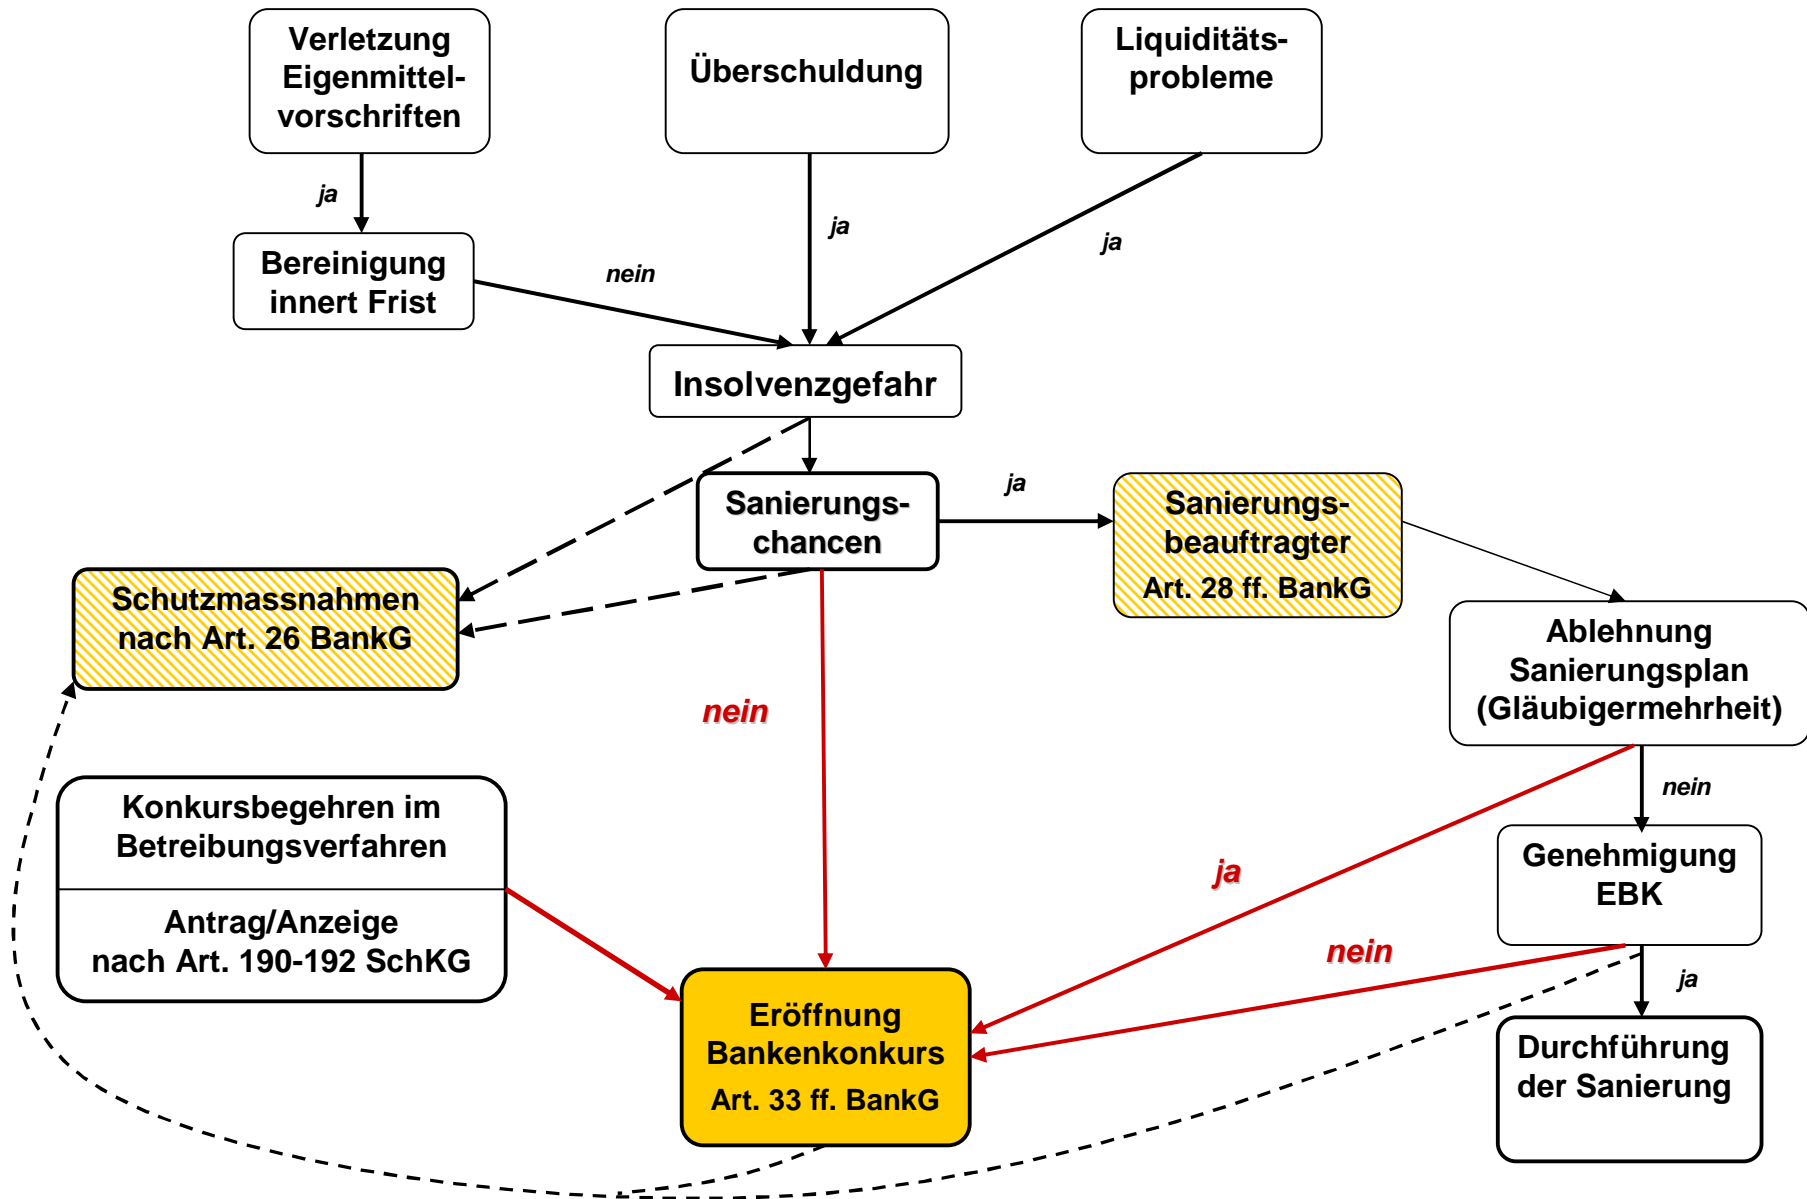 Verletzung
Eigenmittel-
vorschriften
Überschuldung
Liquiditäts-
probleme
ja
ja
ja
Bereinigung
innert Frist
nein
Insolvenzgefahr
Sanierungs-
chancen
ja
Sanierungs-
beauftragter
Art. 28 ff. BankG
Schutzmassnahmen
nach Art. 26 BankG
Ablehnung
Sanierungsplan
(Gläubigermehrheit)
nein
nein
Konkursbegehren im
Betreibungsverfahren
Antrag/Anzeige
nach Art. 190-192 SchKG
ja
Genehmigung
EBK
nein
ja
Eröffnung
Bankenkonkurs
Art. 33 ff. BankG
Durchführung
der Sanierung